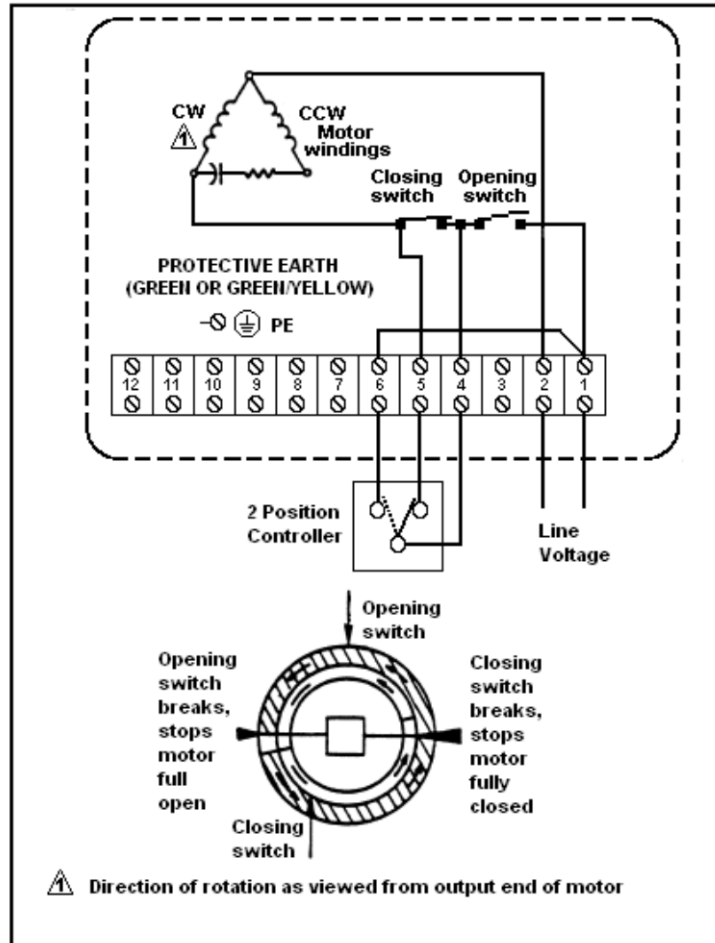 CW
1
CCW
Motor
windings
Closing
switch
Opening
switch
PROTECTIVE EARTH
(GREEN OR GREEN/YELLOW)
PE
12 11 10 9 8 7 6 5 4 3 2 1
2 Position
Controller
Line
Voltage
Opening
switch
Opening
switch
breaks,
stops
motor
full
open
Closing
switch
breaks,
stops
motor
fully
closed
Closing
switch
1 Direction of rotation as viewed from output end of motor